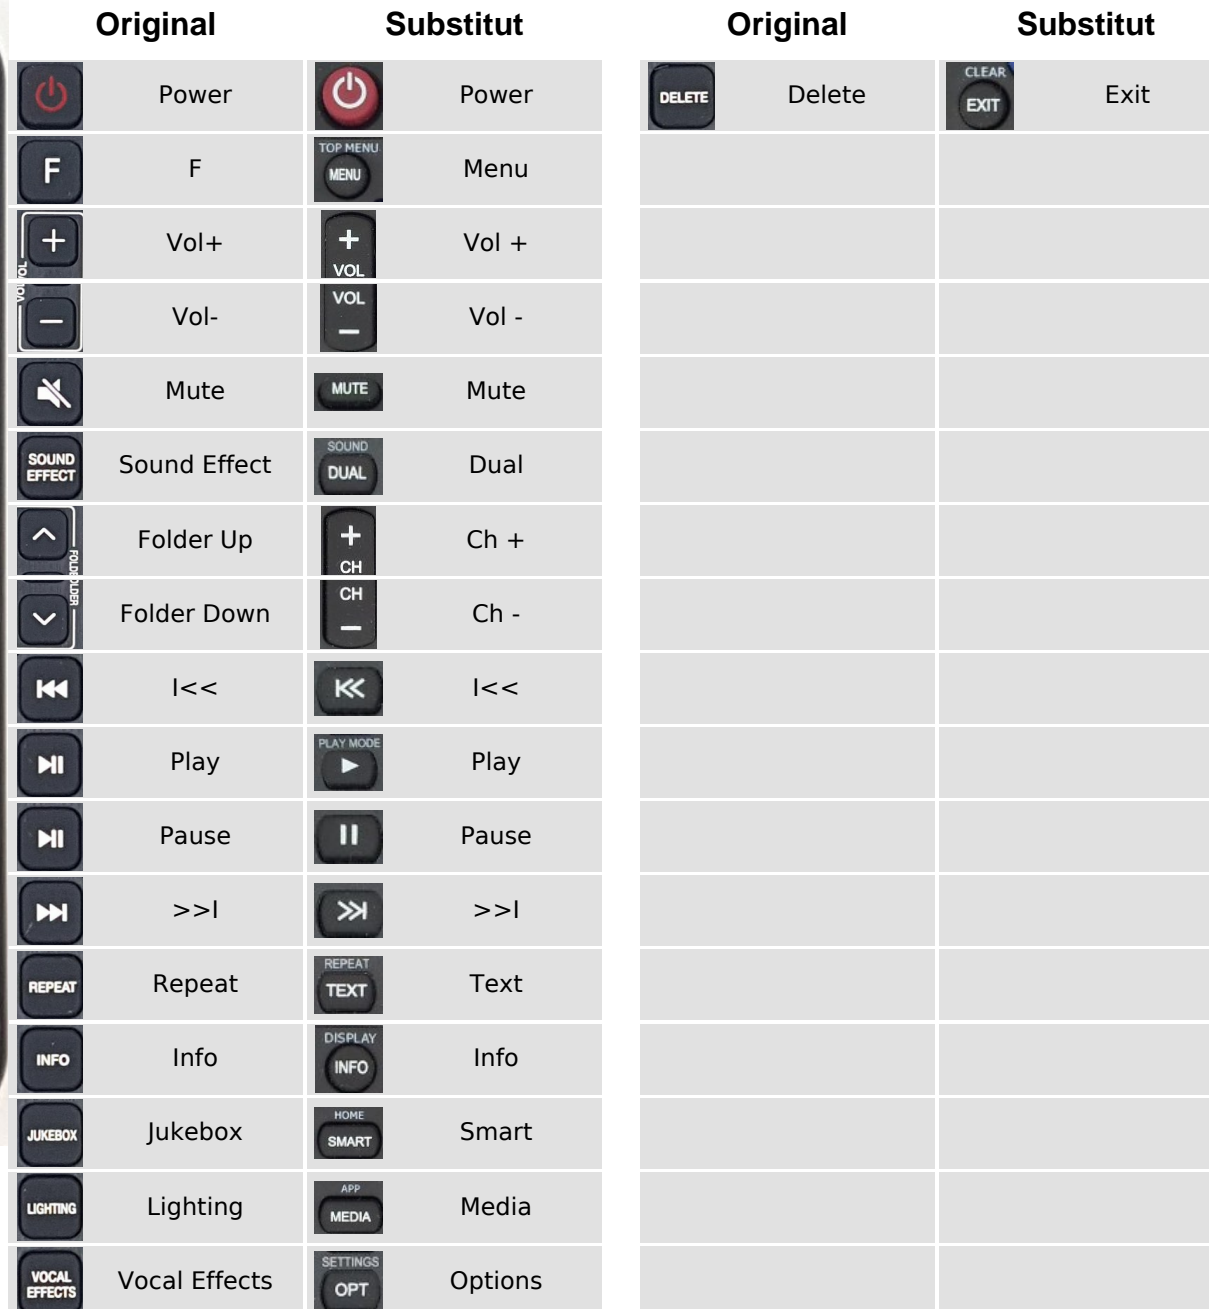 Original Substitut Original Substitut
Power Power DELETE Delete CLEAR EXIT Exit
F F TOP MENU MENU Menu
+ VOL Vol+ + VOL Vol +
− VOL Vol- VOL − Vol -
Mute MUTE Mute
SOUND EFFECT Sound Effect SOUND DUAL Dual
Folder Up + CH Ch +
FOLDER Folder Down CH − Ch -
I<< I<<
Play PLAY MODE Play
Pause Pause
>>I >>I
REPEAT Repeat REPEAT TEXT Text
INFO Info DISPLAY INFO Info
JUKEBOX Jukebox HOME SMART Smart
LIGHTING Lighting APP MEDIA Media
VOCAL EFFECTS Vocal Effects SETTINGS OPT Options